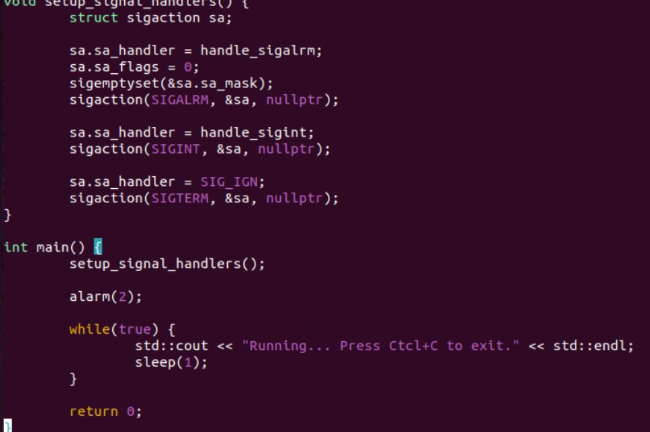 void setup_signal_handlers() {
        struct sigaction sa;

        sa.sa_handler = handle_sigalrm;
        sa.sa_flags = 0;
        sigemptyset(&sa.sa_mask);
        sigaction(SIGALRM, &sa, nullptr);

        sa.sa_handler = handle_sigint;
        sigaction(SIGINT, &sa, nullptr);

        sa.sa_handler = SIG_IGN;
        sigaction(SIGTERM, &sa, nullptr);
}

int main() {
        setup_signal_handlers();

        alarm(2);

        while(true) {
                std::cout << "Running... Press Ctcl+C to exit." << std::endl;
                sleep(1);
        }

        return 0;
}